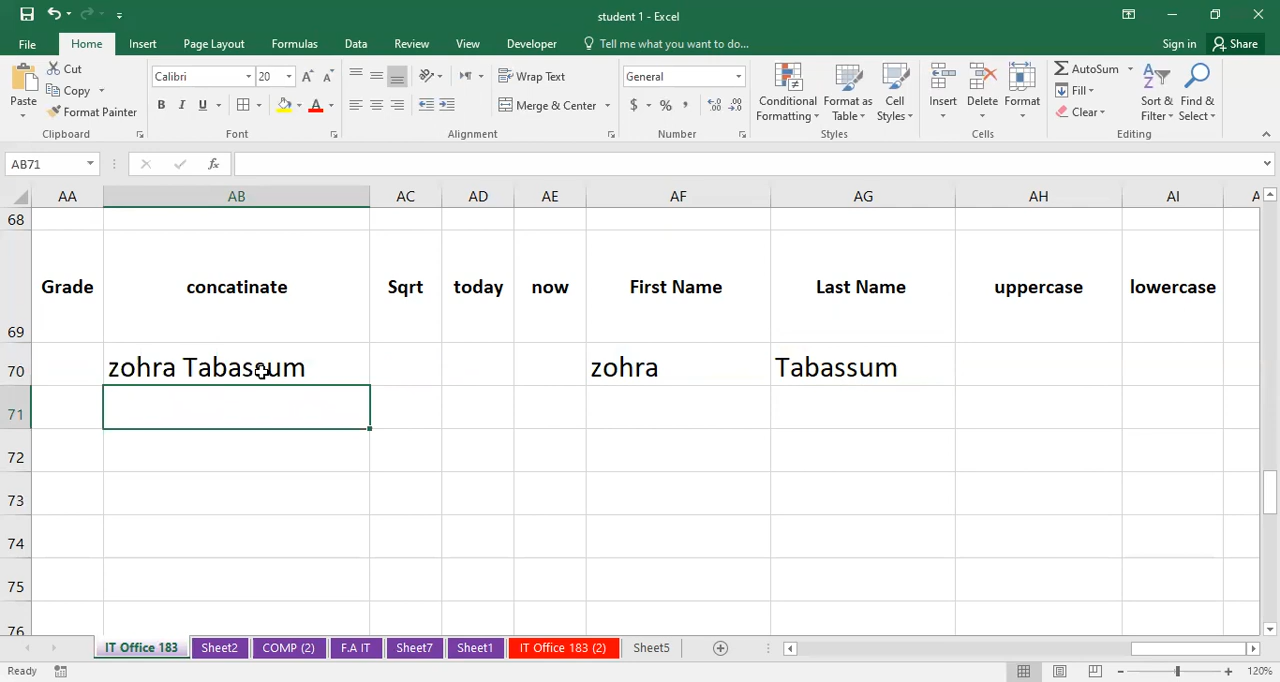 student 1 - Excel
File Home Insert Page Layout Formulas Data Review View Developer Tell me what you want to do... Sign in Share
Paste Cut Copy Format Painter Clipboard
Calibri 20 B I U A Font
Wrap Text Merge & Center Alignment
General $ % , Number
Conditional Formatting Format as Table Cell Styles Styles
Insert Delete Format Cells
AutoSum Fill Clear Sort & Filter Find & Select Editing
AB71 fx
AA AB AC AD AE AF AG AH AI
68
69 Grade concatinate Sqrt today now First Name Last Name uppercase lowercase
70 zohra Tabassum zohra Tabassum
71
72
73
74
75
76
IT Office 183 Sheet2 COMP (2) F.A IT Sheet7 Sheet1 IT Office 183 (2) Sheet5
Ready 120%